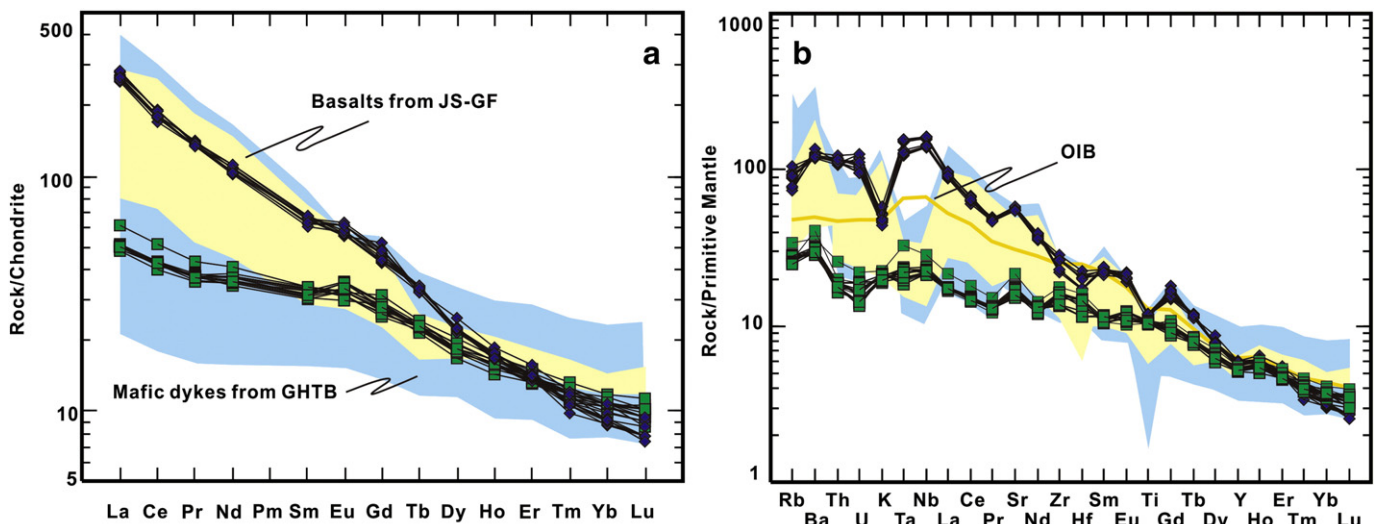 500
100
10
5
Rock/Chondrite
a
Basalts from JS-GF
Mafic dykes from GHTB
La Ce Pr Nd Pm Sm Eu Gd Tb Dy Ho Er Tm Yb Lu
1000
100
10
1
Rock/Primitive Mantle
b
OIB
Rb Th K Nb Ce Sr Zr Sm Ti Tb Y Er Yb
Ba U Ta La Pr Nd Hf Eu Gd Dy Ho Tm Lu